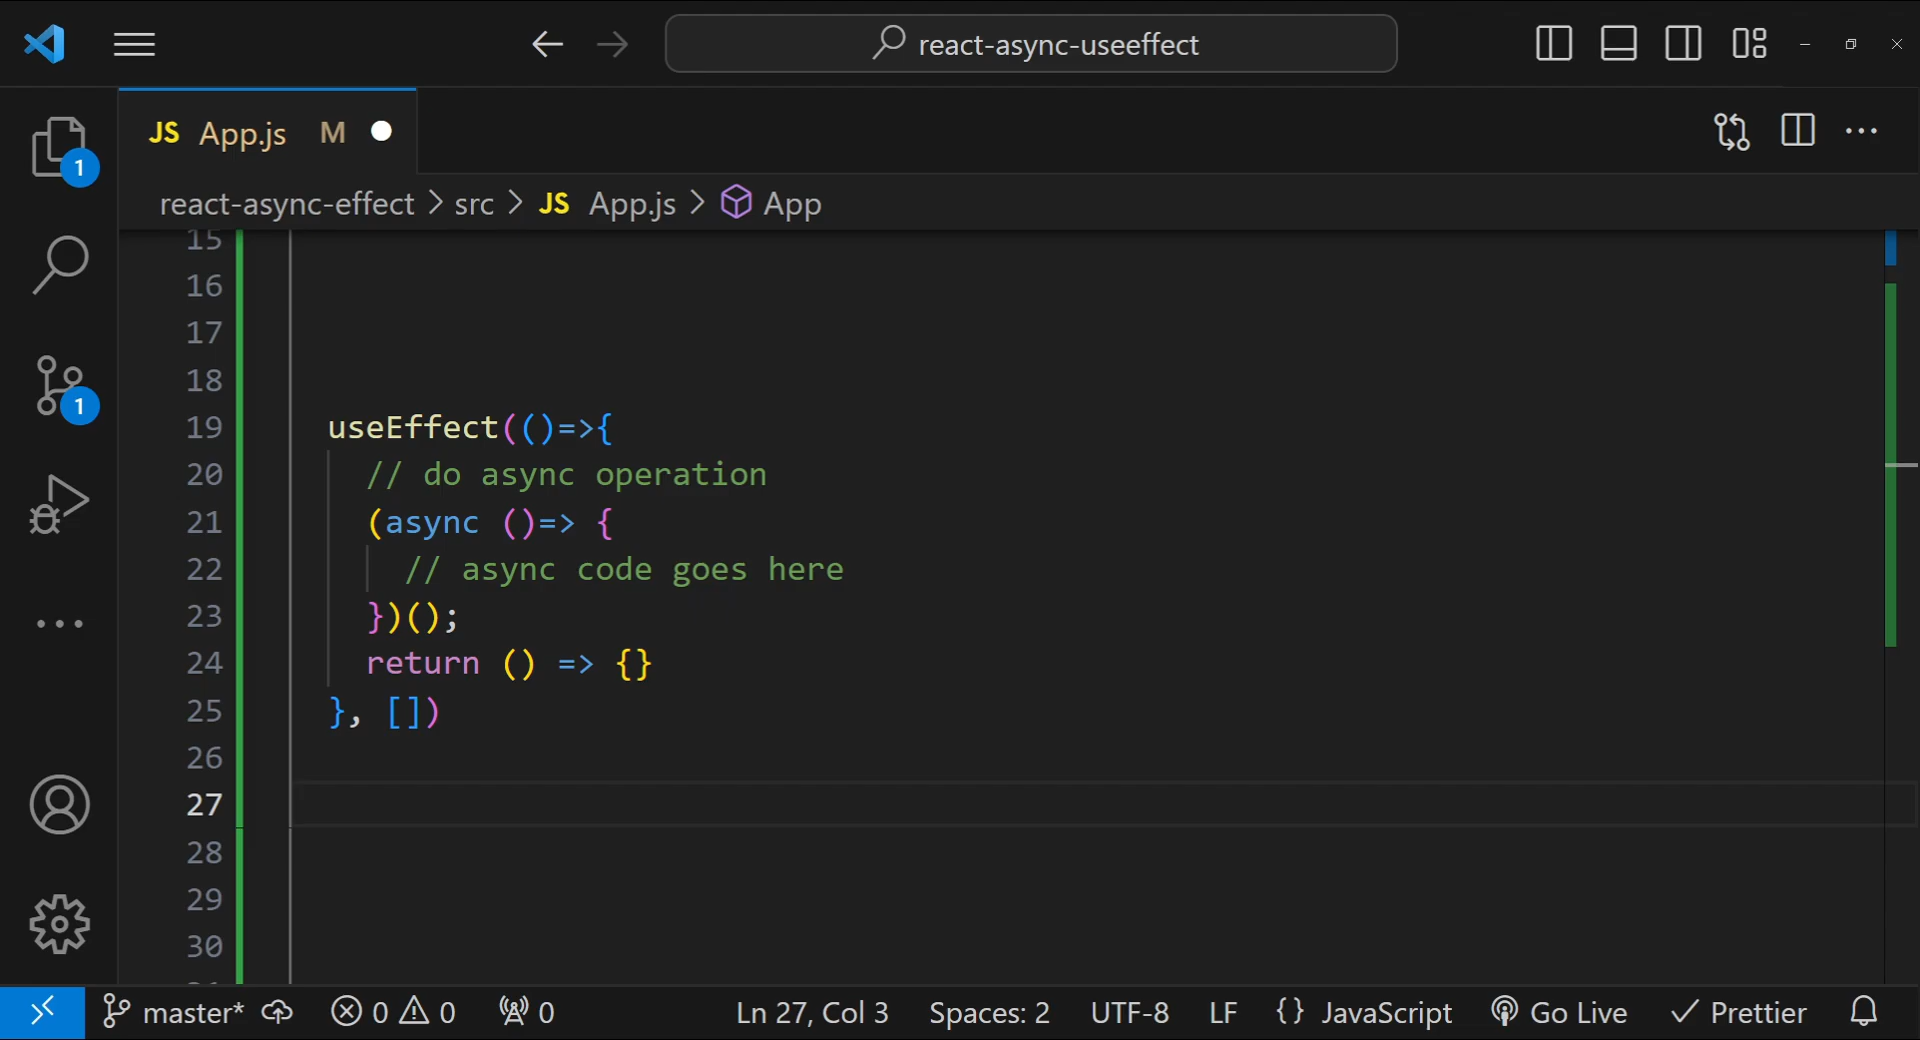 react-async-useeffect
JS App.js M
1
react-async-effect > src > JS App.js > App
15
16
17
18
19 useEffect(()=>{
20 // do async operation
21 (async ()=> {
22 // async code goes here
23 })();
24 return () => {}
25 }, [])
26
27
28
29
30
1
master* 0 0 0 Ln 27, Col 3 Spaces: 2 UTF-8 LF {} JavaScript Go Live Prettier